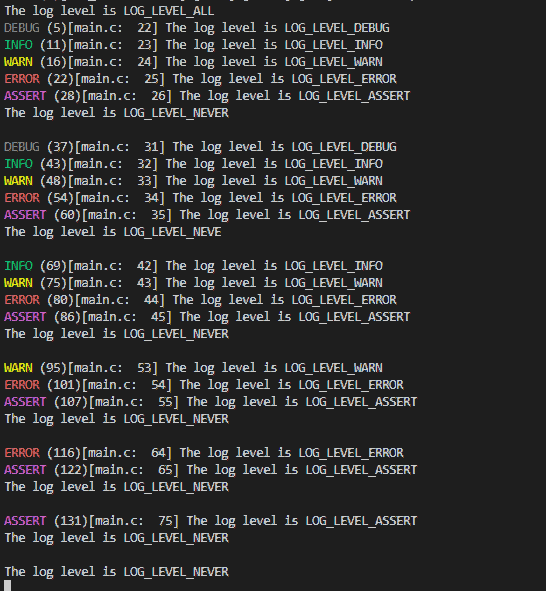 The log level is LOG_LEVEL_ALL
DEBUG (5)[main.c:  22] The log level is LOG_LEVEL_DEBUG
INFO (11)[main.c:  23] The log level is LOG_LEVEL_INFO
WARN (16)[main.c:  24] The log level is LOG_LEVEL_WARN
ERROR (22)[main.c:  25] The log level is LOG_LEVEL_ERROR
ASSERT (28)[main.c:  26] The log level is LOG_LEVEL_ASSERT
The log level is LOG_LEVEL_NEVER

DEBUG (37)[main.c:  31] The log level is LOG_LEVEL_DEBUG
INFO (43)[main.c:  32] The log level is LOG_LEVEL_INFO
WARN (48)[main.c:  33] The log level is LOG_LEVEL_WARN
ERROR (54)[main.c:  34] The log level is LOG_LEVEL_ERROR
ASSERT (60)[main.c:  35] The log level is LOG_LEVEL_ASSERT
The log level is LOG_LEVEL_NEVE

INFO (69)[main.c:  42] The log level is LOG_LEVEL_INFO
WARN (75)[main.c:  43] The log level is LOG_LEVEL_WARN
ERROR (80)[main.c:  44] The log level is LOG_LEVEL_ERROR
ASSERT (86)[main.c:  45] The log level is LOG_LEVEL_ASSERT
The log level is LOG_LEVEL_NEVER

WARN (95)[main.c:  53] The log level is LOG_LEVEL_WARN
ERROR (101)[main.c:  54] The log level is LOG_LEVEL_ERROR
ASSERT (107)[main.c:  55] The log level is LOG_LEVEL_ASSERT
The log level is LOG_LEVEL_NEVER

ERROR (116)[main.c:  64] The log level is LOG_LEVEL_ERROR
ASSERT (122)[main.c:  65] The log level is LOG_LEVEL_ASSERT
The log level is LOG_LEVEL_NEVER

ASSERT (131)[main.c:  75] The log level is LOG_LEVEL_ASSERT
The log level is LOG_LEVEL_NEVER

The log level is LOG_LEVEL_NEVER